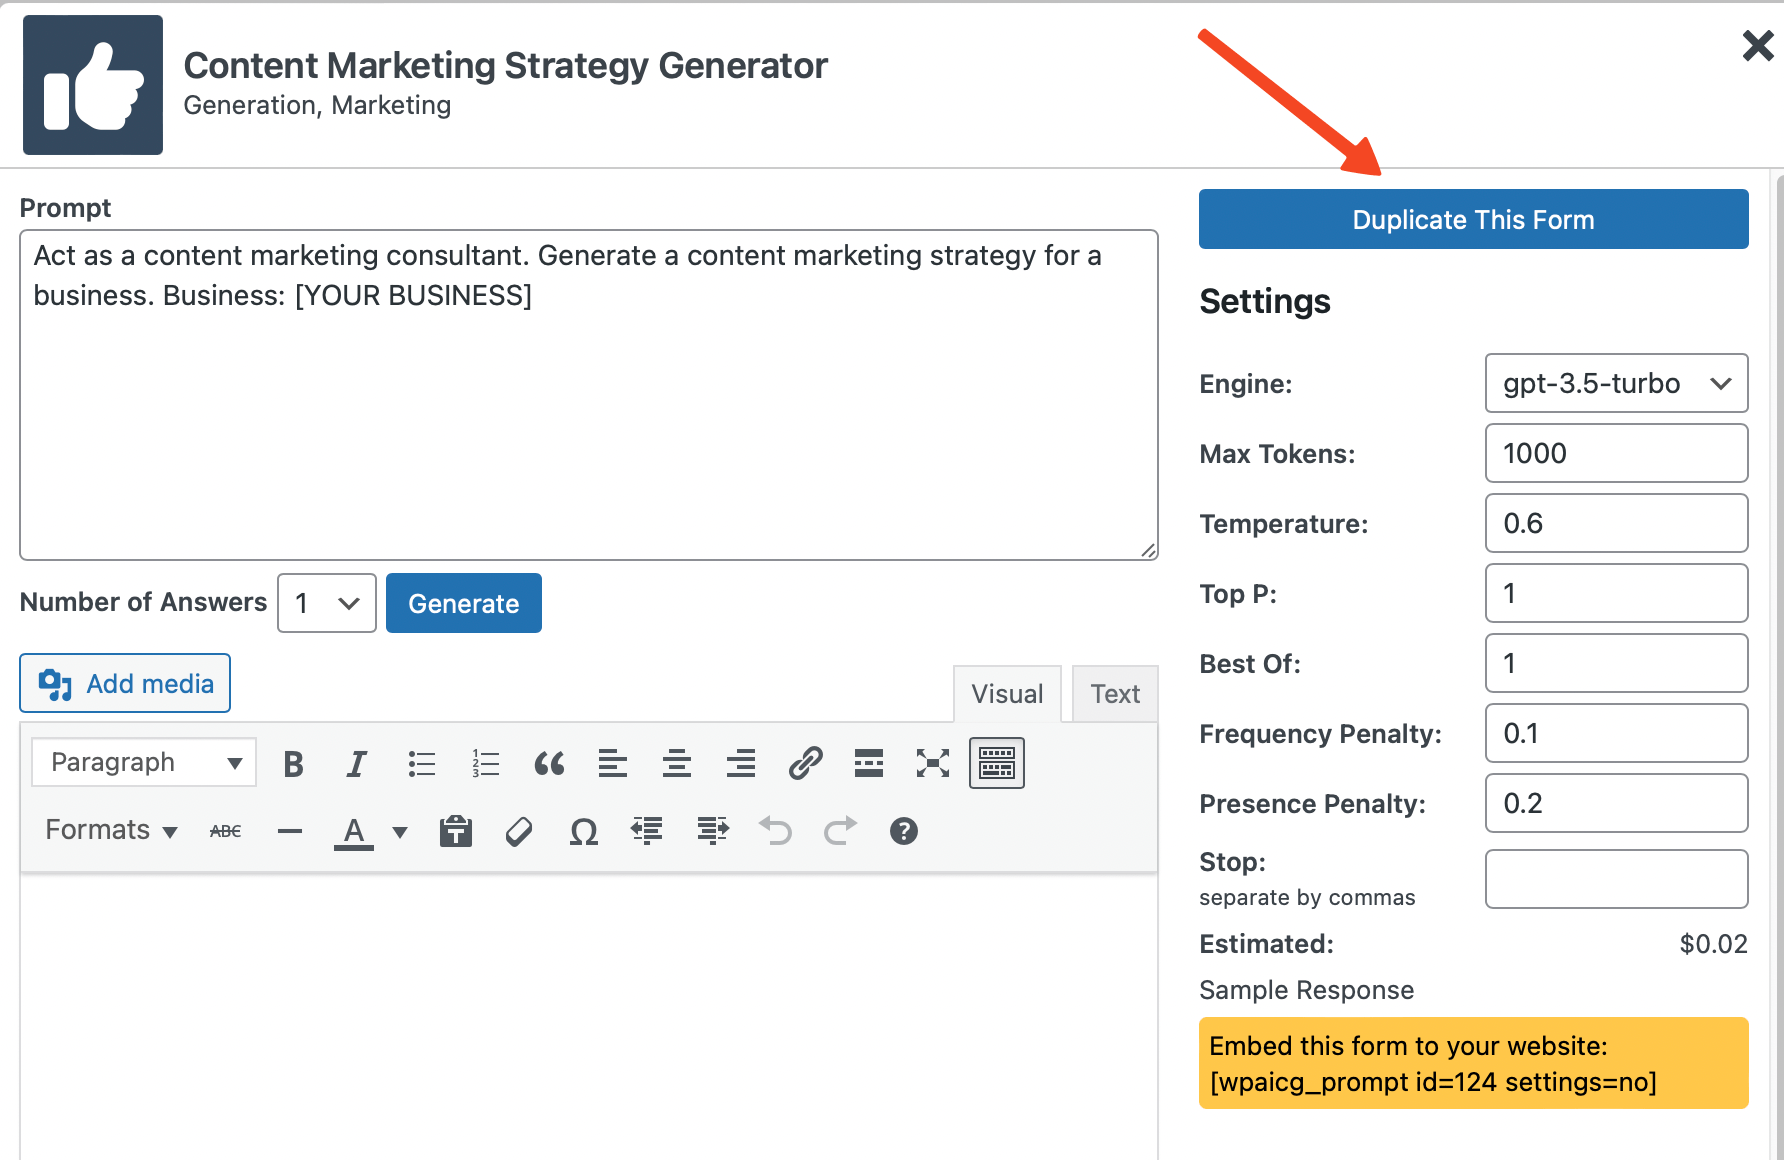 Content Marketing Strategy Generator
Generation, Marketing
Prompt
Act as a content marketing consultant. Generate a content marketing strategy for a
business. Business: [YOUR BUSINESS]
Number of Answers 1 Generate
Add media
Visual Text
Paragraph B I
Formats ABC A Ω ?
Duplicate This Form
Settings
Engine: gpt-3.5-turbo
Max Tokens: 1000
Temperature: 0.6
Top P: 1
Best Of: 1
Frequency Penalty: 0.1
Presence Penalty: 0.2
Stop:
separate by commas
Estimated: $0.02
Sample Response
Embed this form to your website:
[wpaicg_prompt id=124 settings=no]